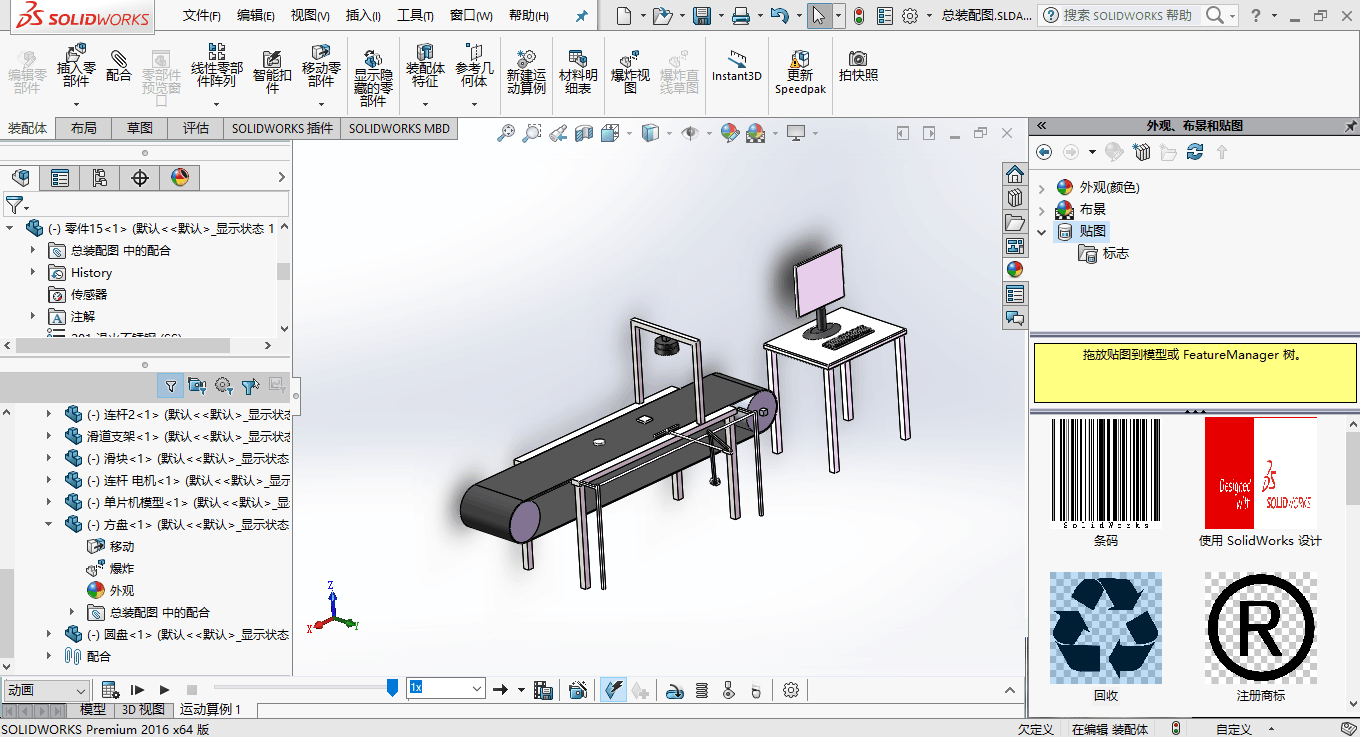 SOLIDWORKS
文件(F) 编辑(E) 视图(V) 插入(I) 工具(T) 窗口(W) 帮助(H)
总装配图.SLDA...
搜索 SOLIDWORKS 帮助
编辑零部件
插入零部件
配合
零部件预览窗口
线性零部件阵列
智能扣件
移动零部件
显示隐藏的零部件
装配体特征
参考几何体
新建运动算例
材料明细表
爆炸视图
爆炸直线草图
Instant3D
更新 Speedpak
拍快照
装配体 布局 草图 评估 SOLIDWORKS 插件 SOLIDWORKS MBD
(-) 零件15<1> (默认<<默认>_显示状态 1
总装配图 中的配合
History
传感器
注解
(-) 连杆2<1> (默认<<默认>_显示状态
滑道支架<1> (默认<<默认>_显示状态
(-) 滑块<1> (默认<<默认>_显示状态
(-) 连杆 电机<1> (默认<<默认>_显示
(-) 单片机模型<1> (默认<<默认>_显
(-) 方盘<1> (默认<<默认>_显示状态
移动
爆炸
外观
总装配图 中的配合
(-) 圆盘<1> (默认<<默认>_显示状态
配合
Z
X
Y
外观、布景和贴图
外观(颜色)
布景
贴图
标志
拖放贴图到模型或 FeatureManager 树。
SolidWorks
条码
Designed with
SOLIDWORKS
使用 SolidWorks 设计
回收
R
注册商标
动画
1x
模型 3D 视图 运动算例 1
SOLIDWORKS Premium 2016 x64 版
欠定义 在编辑 装配体 自定义